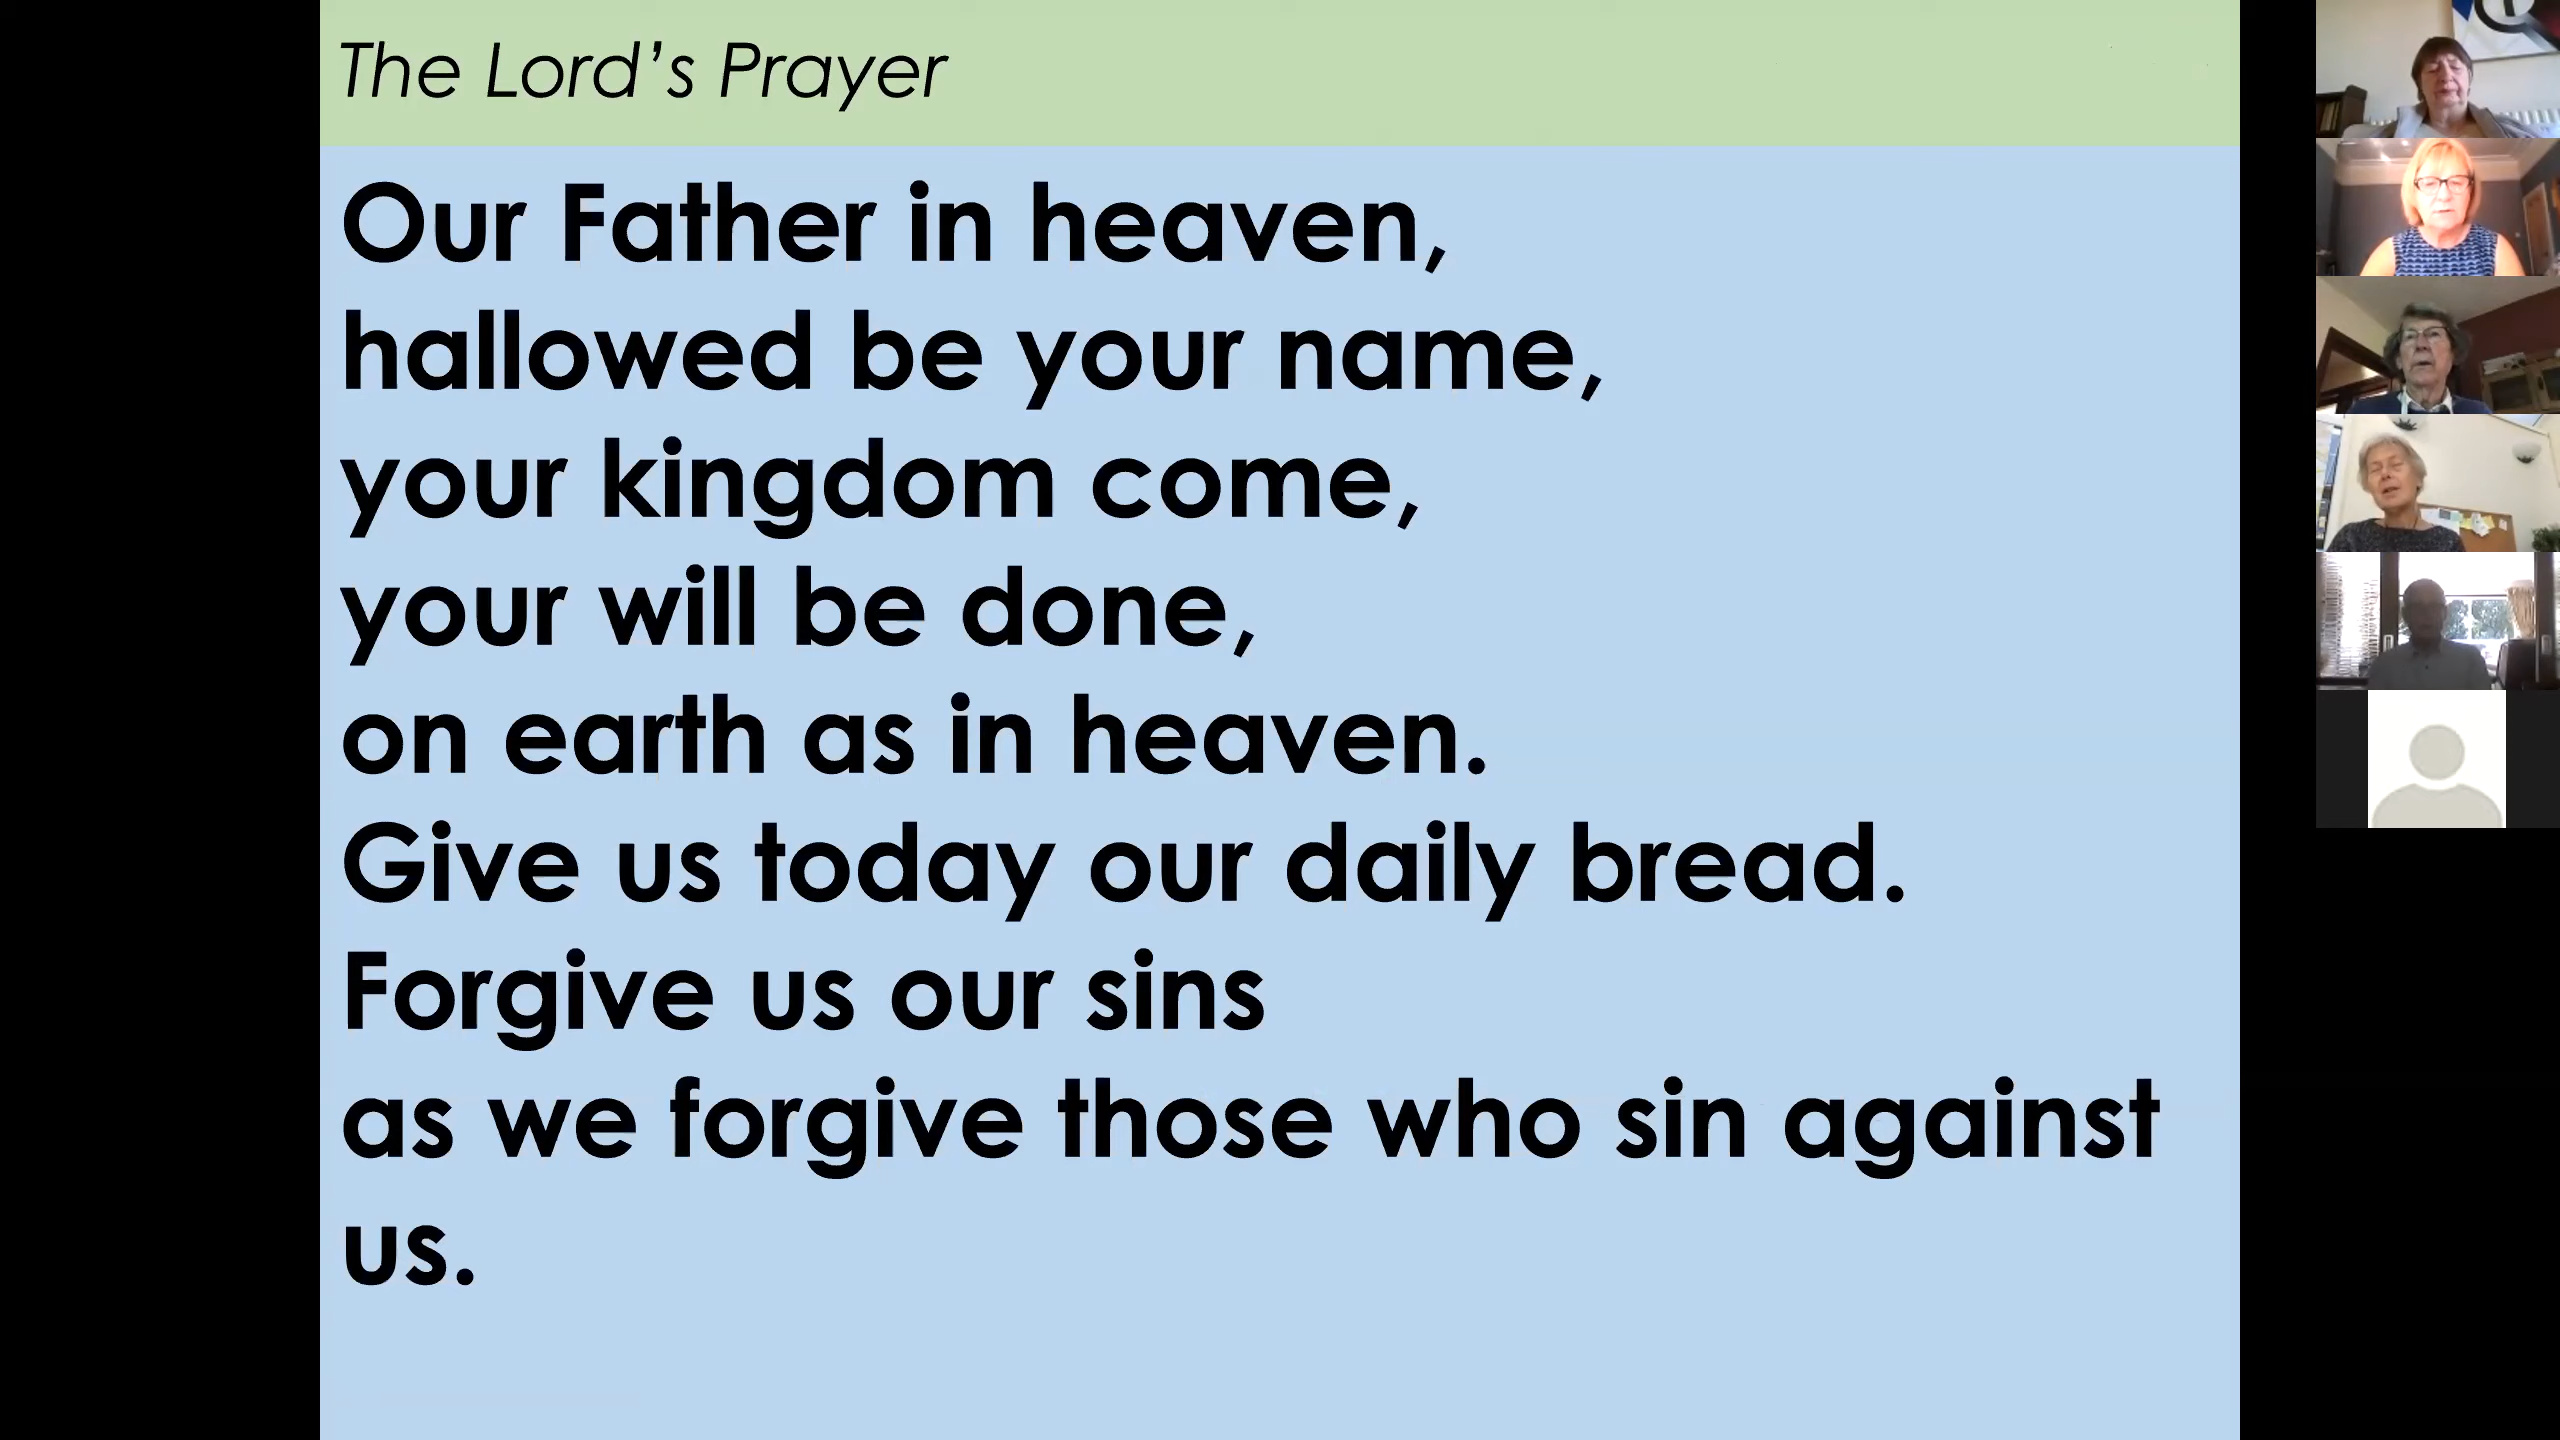 The Lord’s Prayer
Our Father in heaven,
hallowed be your name,
your kingdom come,
your will be done,
on earth as in heaven.
Give us today our daily bread.
Forgive us our sins
as we forgive those who sin against
us.